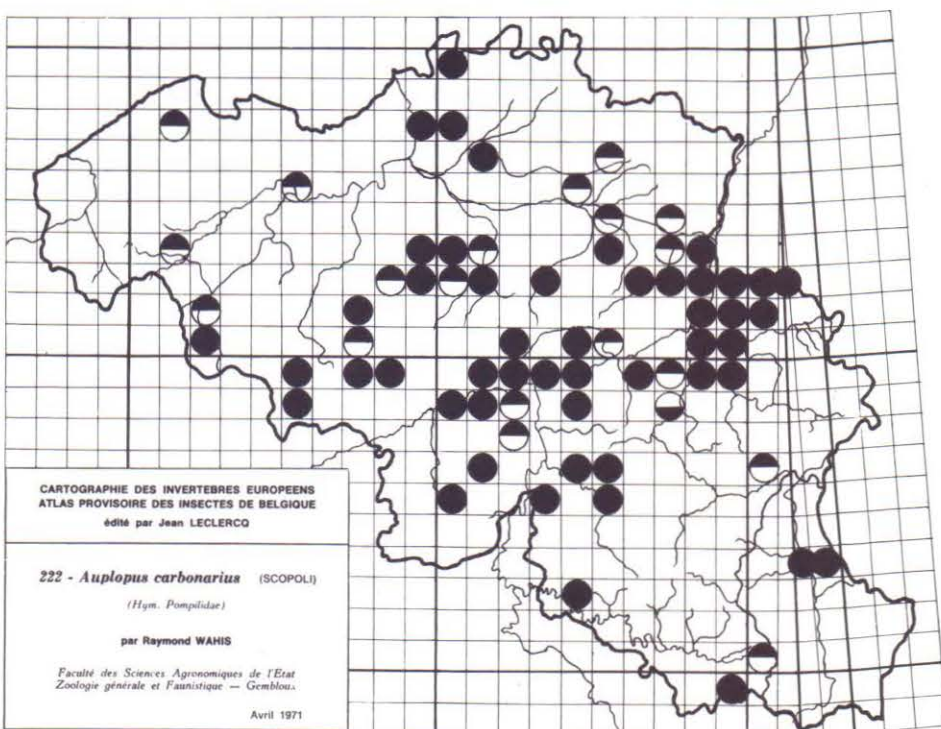 CARTOGRAPHIE DES INVERTEBRES EUROPEENS
ATLAS PROVISOIRE DES INSECTES DE BELGIQUE
édité par Jean LECLERCQ
222 - Auplopus carbonarius (SCOPOLI)
(Hym. Pompilidae)
par Raymond WAHIS
Faculté des Sciences Agronomiques de l'Etat
Zoologie générale et Faunistique — Gembloux
Avril 1971